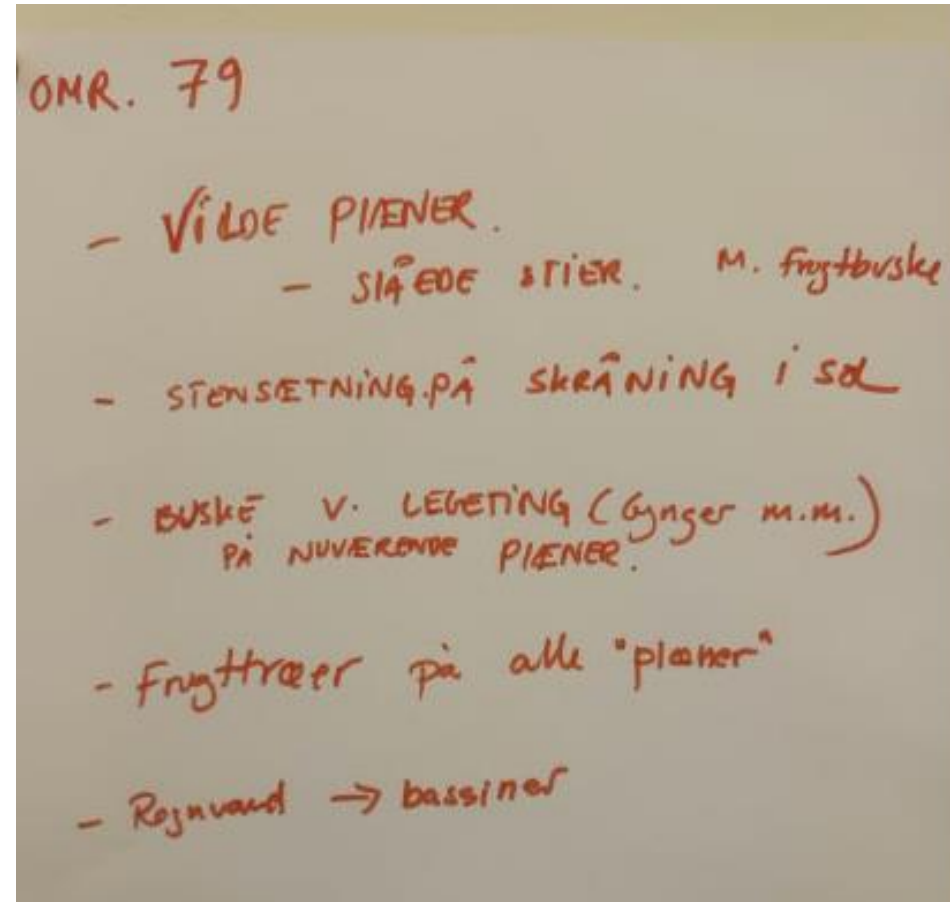 OMR. 79
- VILDE PLÆNER.
- SLÅEDE STIER. M. frugtbuske
- STENSÆTNING PÅ SKRÅNING I SOL
- BUSKE V. LEGETING (Gynger m.m.)
PÅ NUVÆRENDE PLÆNER.
- Frugttræer på alle "plæner"
- Regnvand → bassiner